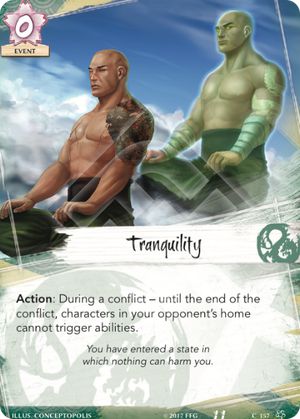 0
EVENT
Tranquility
Action: During a conflict – until the end of the
conflict, characters in your opponent's home
cannot trigger abilities.
You have entered a state in
which nothing can harm you.
ILLUS. CONCEPTOPOLIS
© 2017 FFG
C 157